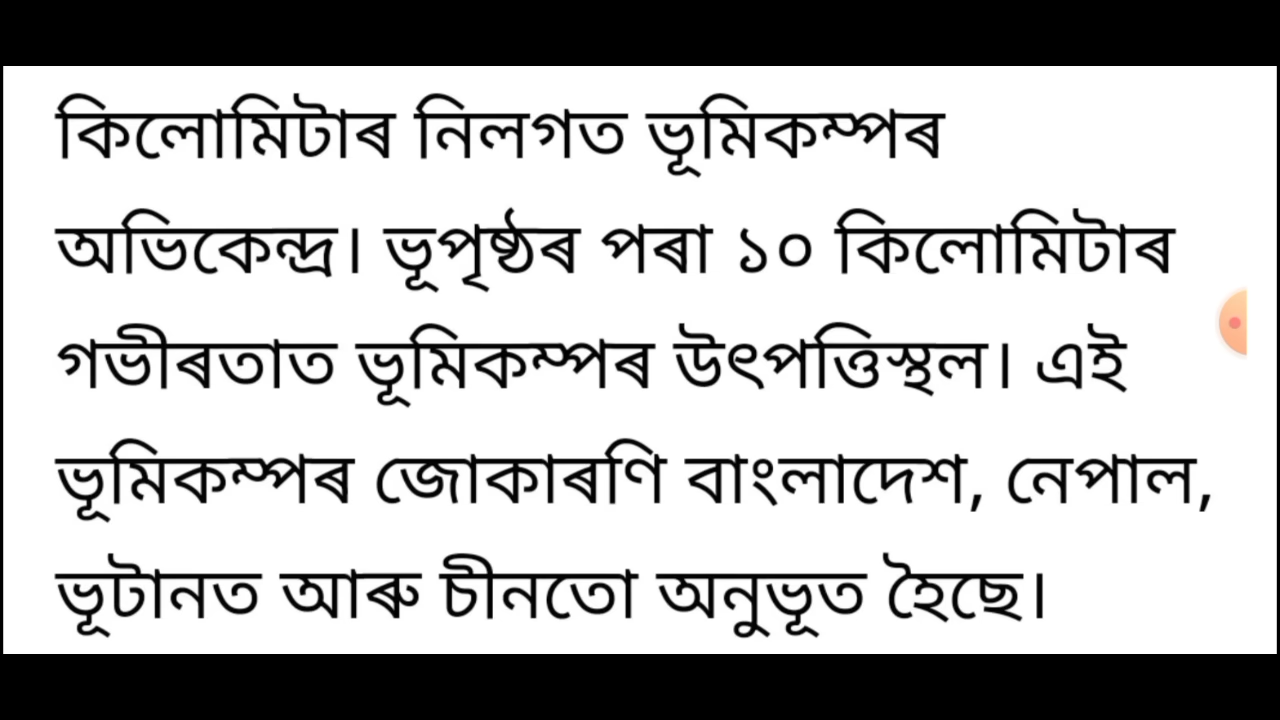 কিলোমিটাৰ নিলগত ভূমিকম্পৰ
অভিকেন্দ্ৰ। ভূপৃষ্ঠৰ পৰা ১০ কিলোমিটাৰ
গভীৰতাত ভূমিকম্পৰ উৎপত্তিস্থল। এই
ভূমিকম্পৰ জোকাৰণি বাংলাদেশ, নেপাল,
ভূটানত আৰু চীনতো অনুভূত হৈছে।